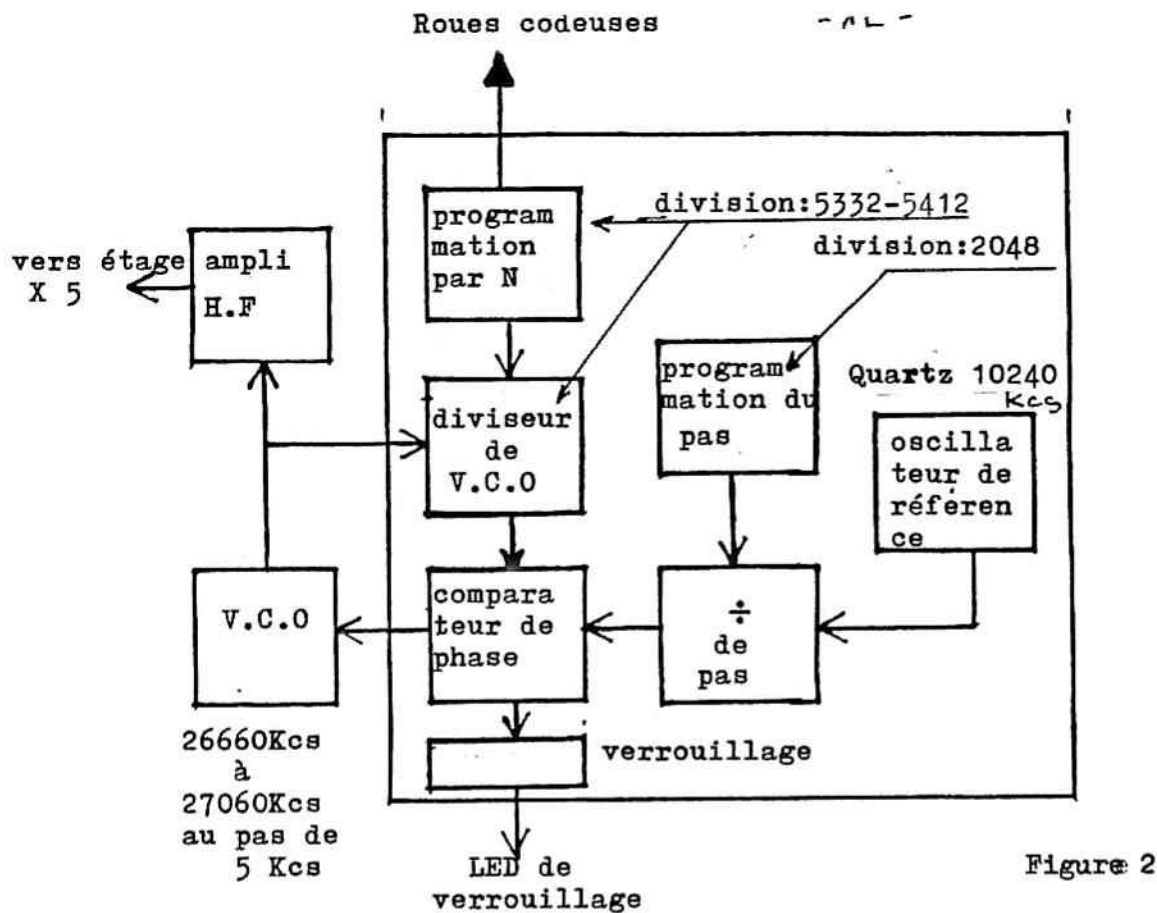 Roues codeuses
program
mation
par N
division:5332-5412
division:2048
vers étage
X 5
ampli
H.F
diviseur
de
V.C.O
program
mation du
pas
Quartz 10240
Kcs
oscilla
teur de
référen
ce
V.C.O
compara
teur de
phase
÷
de
pas
26660Kcs
à
27060Kcs
au pas de
5 Kcs
verrouillage
LED de
verrouillage
Figure 2